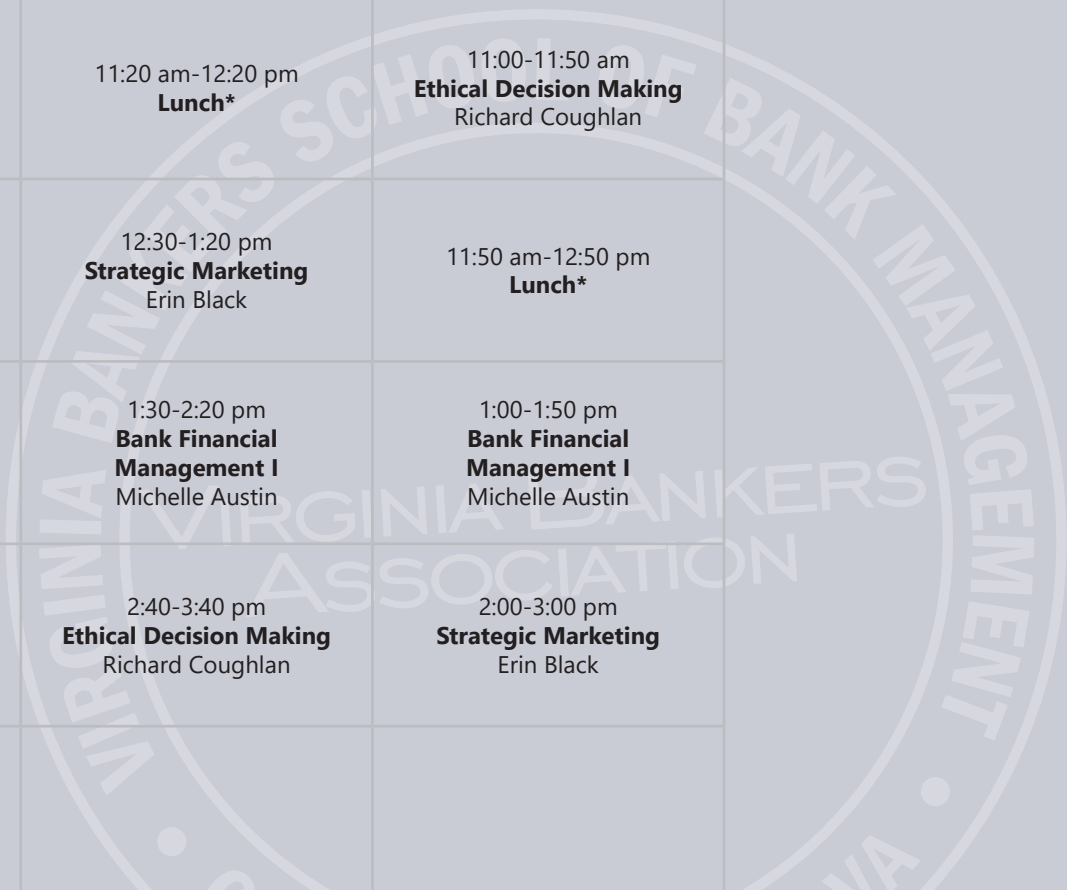 11:20 am-12:20 pm
Lunch*
11:00-11:50 am
Ethical Decision Making
Richard Coughlan
12:30-1:20 pm
Strategic Marketing
Erin Black
11:50 am-12:50 pm
Lunch*
1:30-2:20 pm
Bank Financial
Management I
Michelle Austin
1:00-1:50 pm
Bank Financial
Management I
Michelle Austin
2:40-3:40 pm
Ethical Decision Making
Richard Coughlan
2:00-3:00 pm
Strategic Marketing
Erin Black
VIRGINIA BANKERS SCHOOL OF BANK MANAGEMENT
VIRGINIA BANKERS
ASSOCIATION